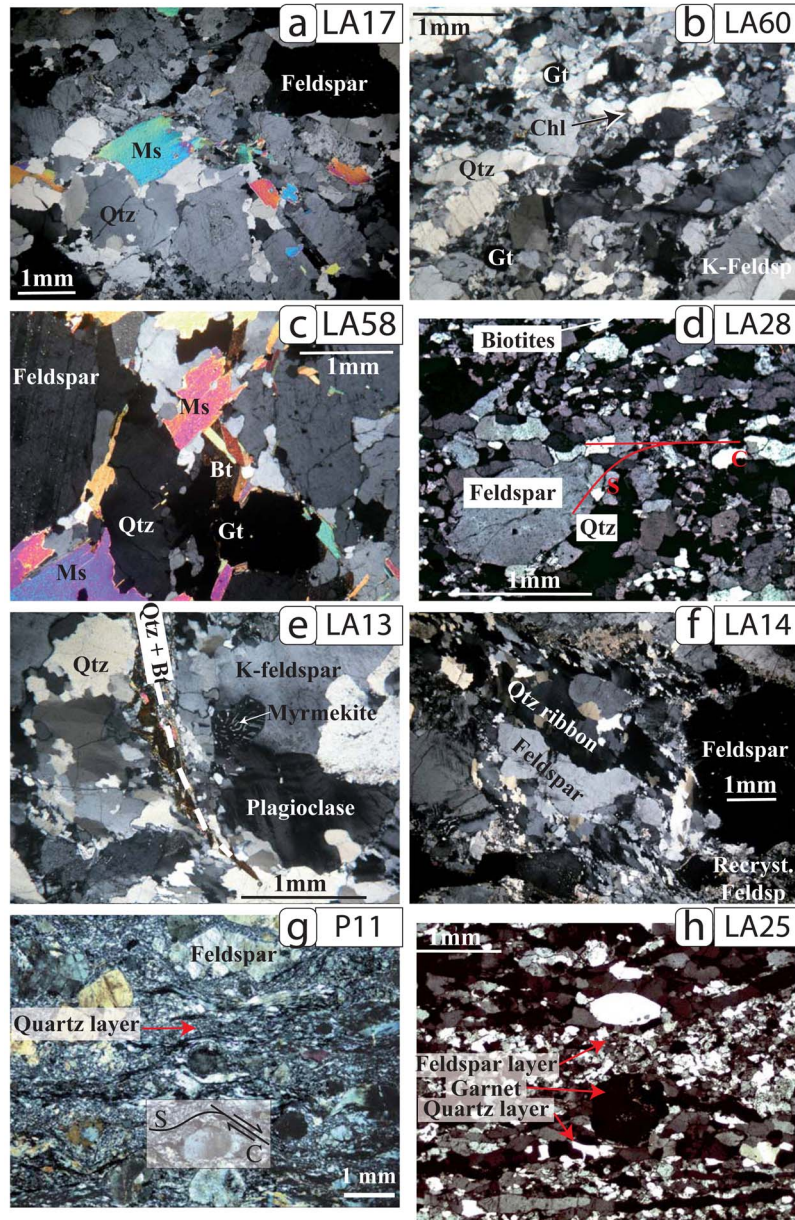 a LA17
Feldspar
Ms
Qtz
1mm
1mm
b LA60
Gt
Chl
Qtz
Gt
K-Feldsp
c LA58
1mm
Feldspar
Ms
Bt
Qtz
Gt
Ms
d LA28
Biotites
C
S
Feldspar
Qtz
1mm
e LA13
Qtz + Bt
Qtz
K-feldspar
Myrmekite
Plagioclase
1mm
f LA14
Qtz ribbon
Feldspar
Feldspar
1mm
Recryst.
Feldsp
g P11
Feldspar
Quartz layer
S
C
1 mm
h LA25
1mm
Feldspar layer
Garnet
Quartz layer